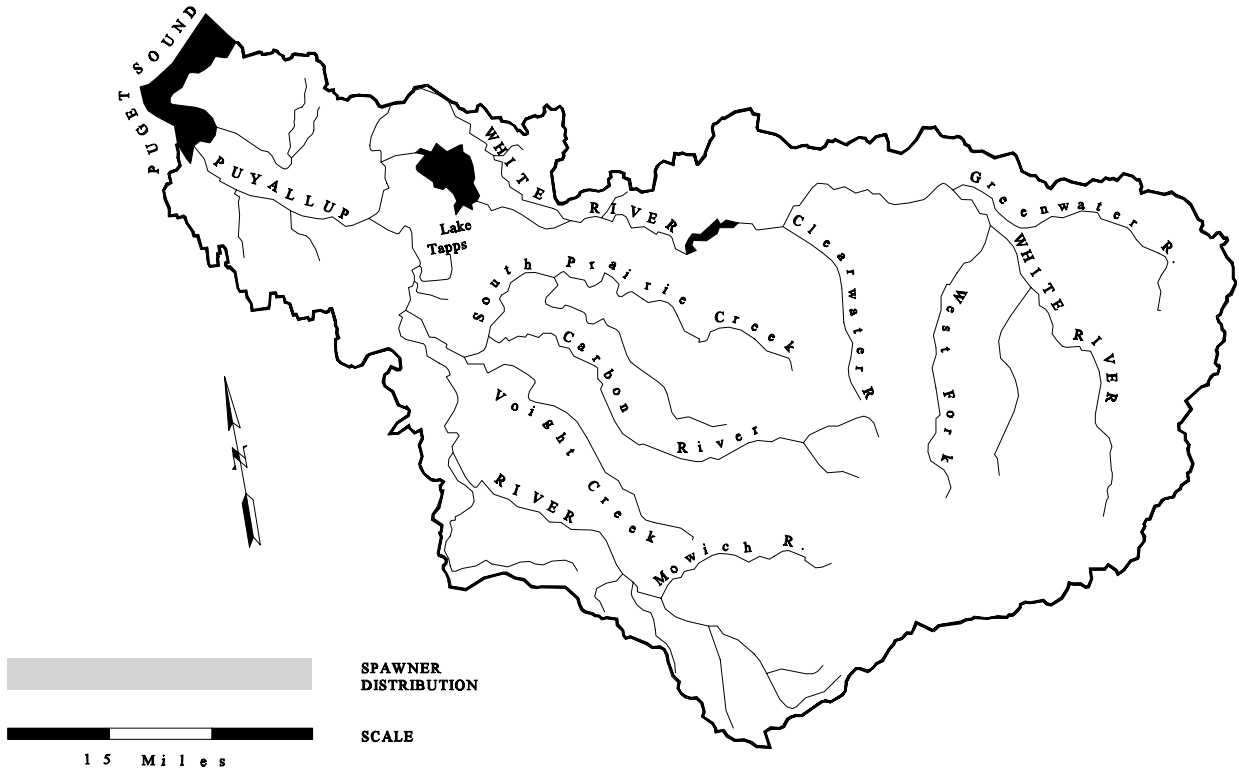 PUGET SOUND
PUYALLUP
WHITE RIVER
Lake
Tapps
Clearwater R
Greenwater R.
WHITE RIVER
West Fork
South Prairie Creek
Carbon River
Voight Creek
RIVER
Mowich R.
N
SPAWNER
DISTRIBUTION
SCALE
15 Miles